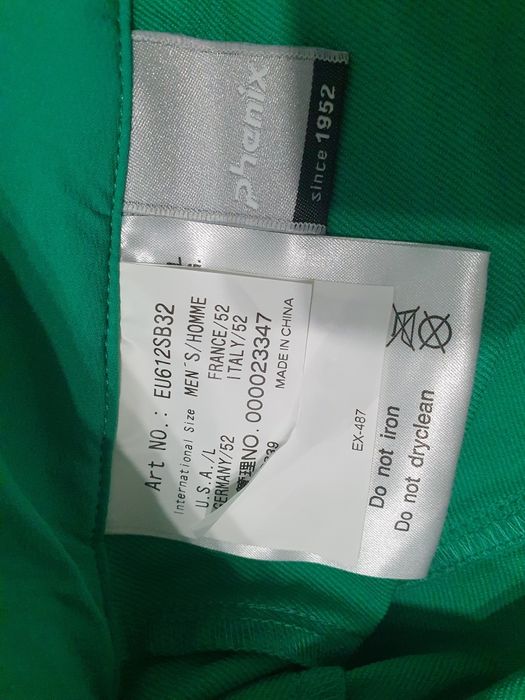 phenix
since 1952
Art NO.: EU612SB32
International Size MEN'S/HOMME
U.S.A./L FRANCE/52
GERMANY/52 ITALY/52
管理NO. 000023347
MADE IN CHINA
EX-487
Do not iron
Do not dryclean